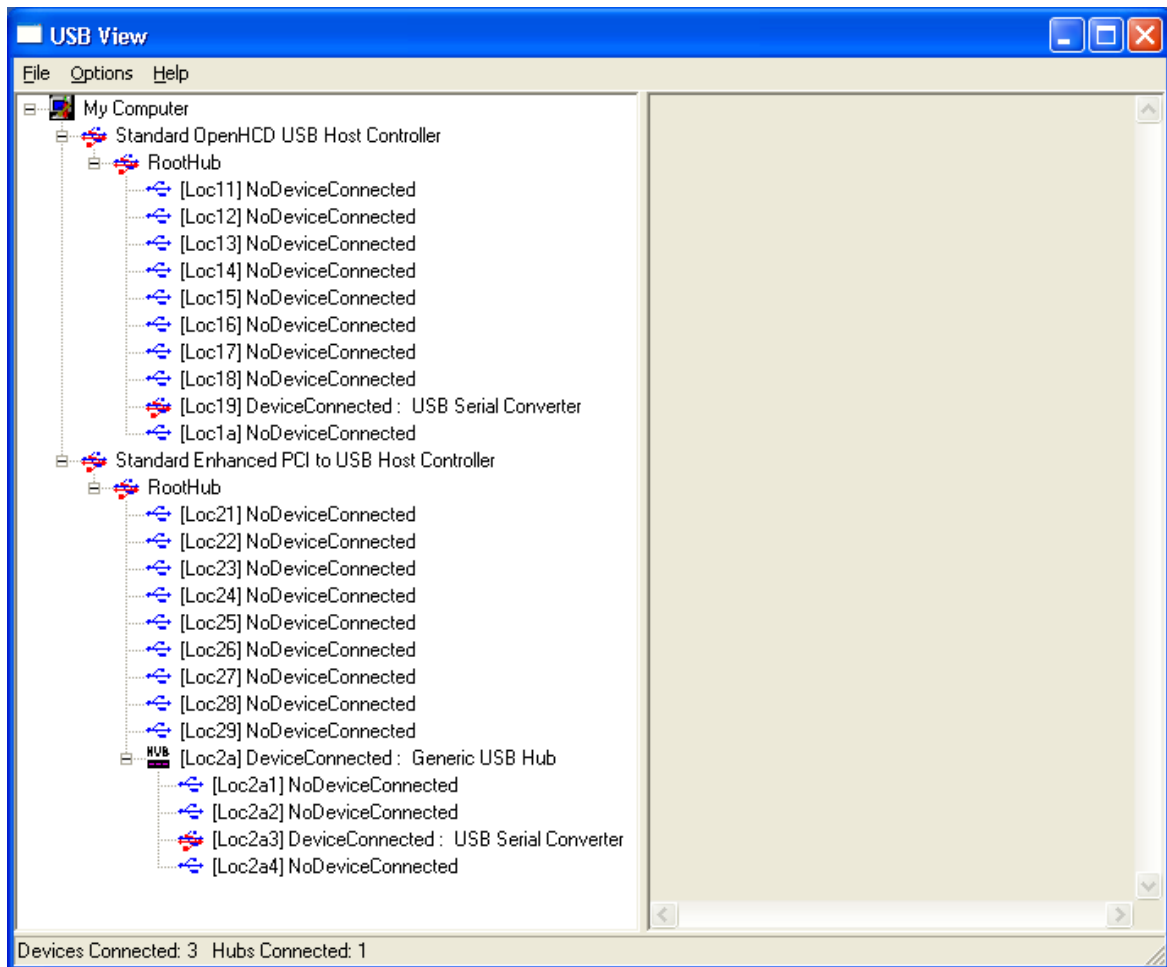 USB View
File Options Help
My Computer
Standard OpenHCD USB Host Controller
RootHub
[Loc11] NoDeviceConnected
[Loc12] NoDeviceConnected
[Loc13] NoDeviceConnected
[Loc14] NoDeviceConnected
[Loc15] NoDeviceConnected
[Loc16] NoDeviceConnected
[Loc17] NoDeviceConnected
[Loc18] NoDeviceConnected
[Loc19] DeviceConnected : USB Serial Converter
[Loc1a] NoDeviceConnected
Standard Enhanced PCI to USB Host Controller
RootHub
[Loc21] NoDeviceConnected
[Loc22] NoDeviceConnected
[Loc23] NoDeviceConnected
[Loc24] NoDeviceConnected
[Loc25] NoDeviceConnected
[Loc26] NoDeviceConnected
[Loc27] NoDeviceConnected
[Loc28] NoDeviceConnected
[Loc29] NoDeviceConnected
HUB [Loc2a] DeviceConnected : Generic USB Hub
[Loc2a1] NoDeviceConnected
[Loc2a2] NoDeviceConnected
[Loc2a3] DeviceConnected : USB Serial Converter
[Loc2a4] NoDeviceConnected
Devices Connected: 3 Hubs Connected: 1